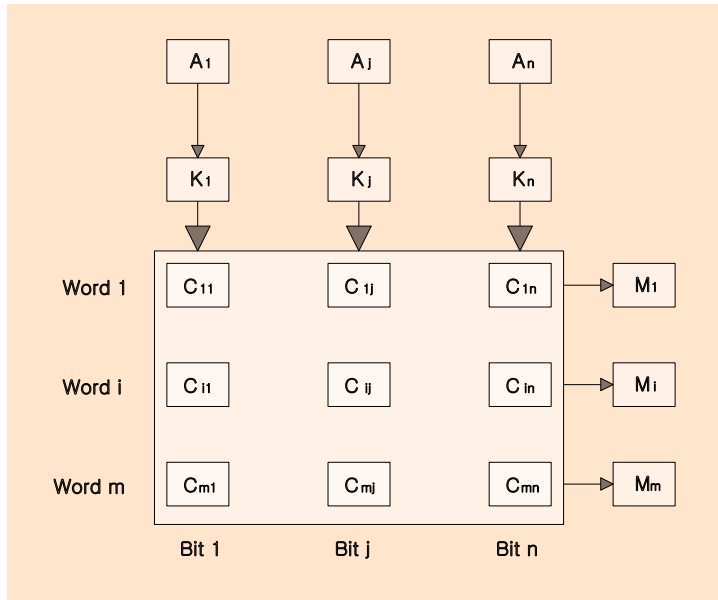 A1 Aj An
K1 Kj Kn
Word 1 C11 C1j C1n M1
Word i Ci1 Cij Cin Mi
Word m Cm1 Cmj Cmn Mm
Bit 1 Bit j Bit n